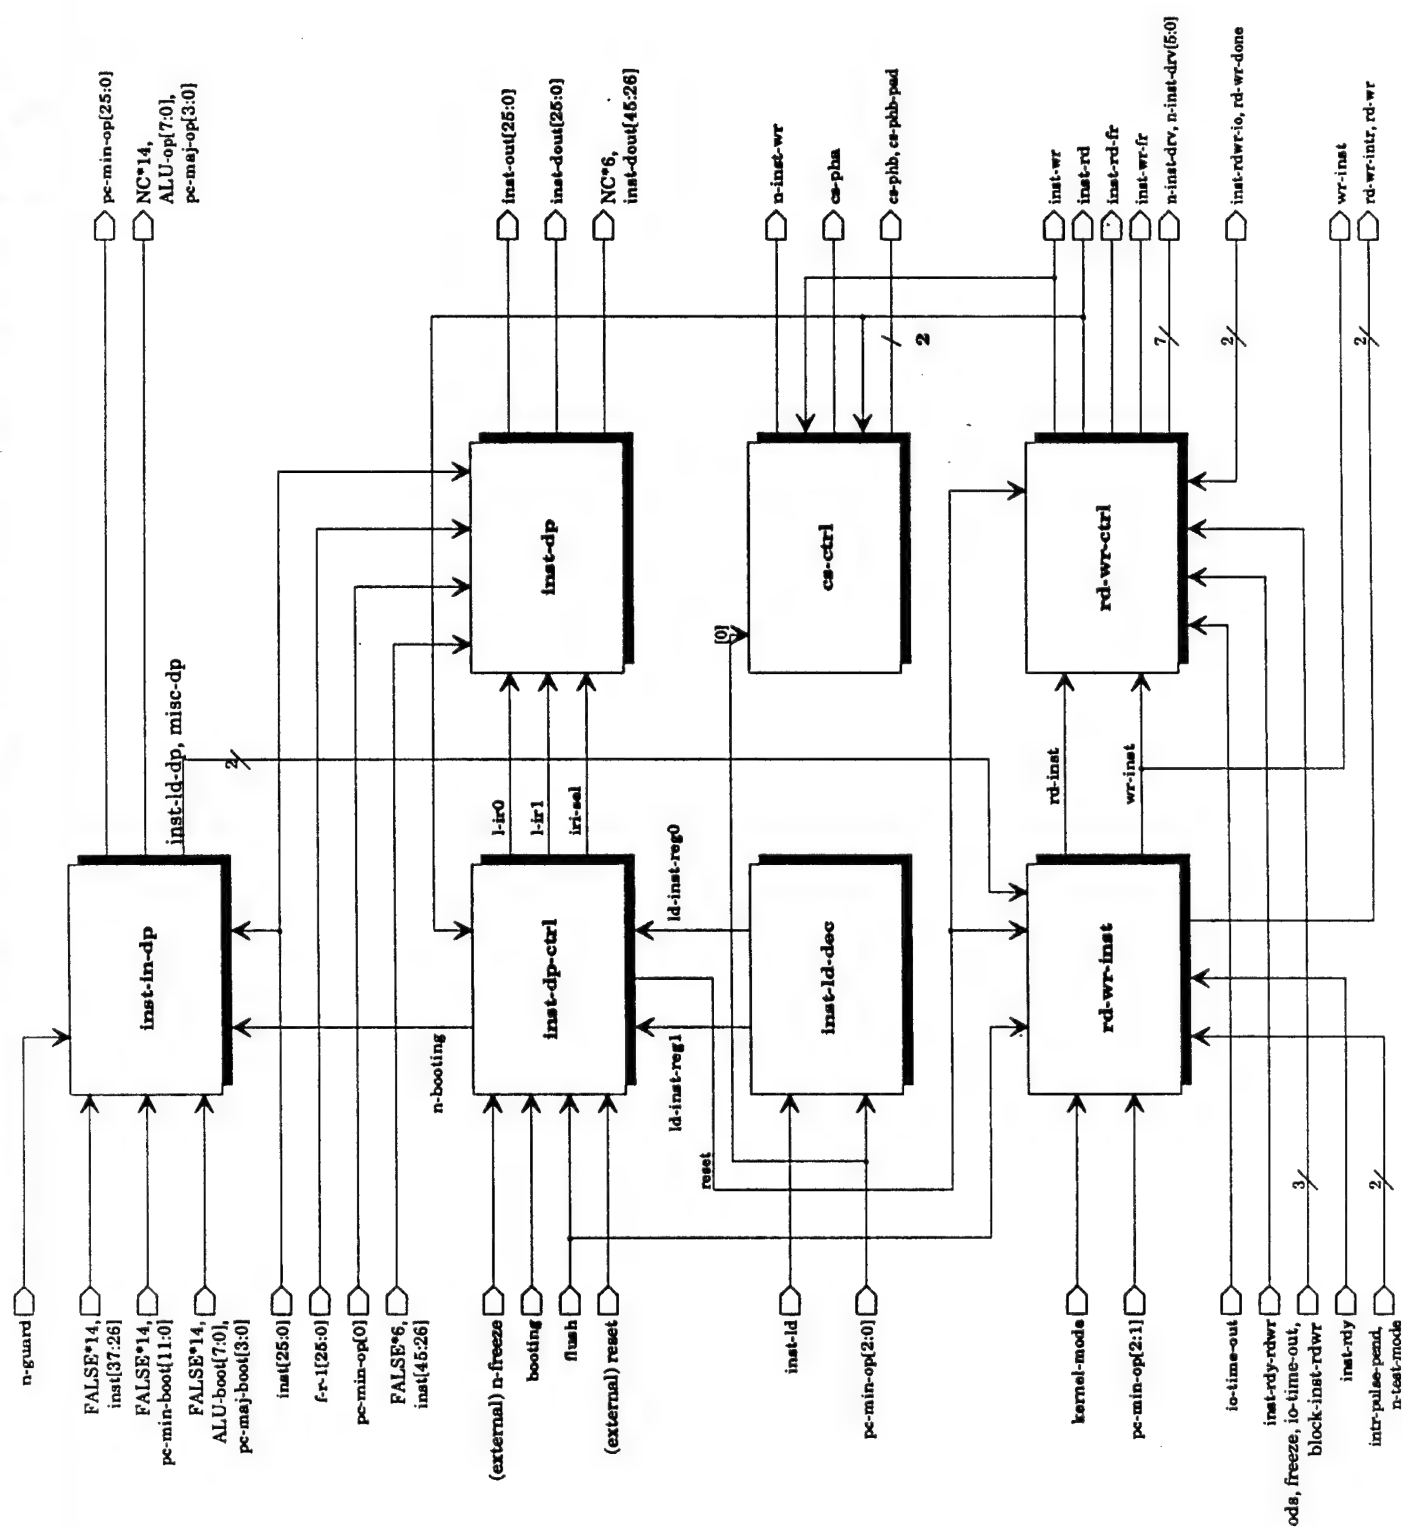 pc-min-op[25:0]
NC*14,
ALU-op[7:0],
pc-maj-op[3:0]
inst-out[25:0]
inst-dout[25:0]
NC*6,
inst-dout[45:26]
n-inst-wr
cs-pha
cs-phb, cs-phb-pad
inst-wr
inst-rd
inst-rd-fr
inst-wr-fr
n-inst-drv, n-inst-drv[5:0]
inst-rdwr-io, rd-wr-done
wr-inst
rd-wr-intr, rd-wr
2
7
2
2
inst-dp
cs-ctrl
rd-wr-ctrl
[0]
inst-ld-dp, misc-dp
2
l-ir0
l-ir1
iri-sel
rd-inst
wr-inst
inst-in-dp
inst-dp-ctrl
inst-ld-dec
rd-wr-inst
ld-inst-reg0
ld-inst-reg1
n-booting
reset
3
2
n-guard
FALSE*14,
inst[37:26]
FALSE*14,
pc-min-boot[11:0]
FALSE*14,
ALU-boot[7:0],
pc-maj-boot[3:0]
inst[25:0]
f-r-1[25:0]
pc-min-op[0]
FALSE*6,
inst[45:26]
(external) n-freeze
booting
flush
(external) reset
inst-ld
pc-min-op[2:0]
kernel-mode
pc-min-op[2:1]
io-time-out
inst-rdy-rdwr
ods, freeze, io-time-out,
block-inst-rdwr
inst-rdy
intr-pulse-pend,
n-test-mode